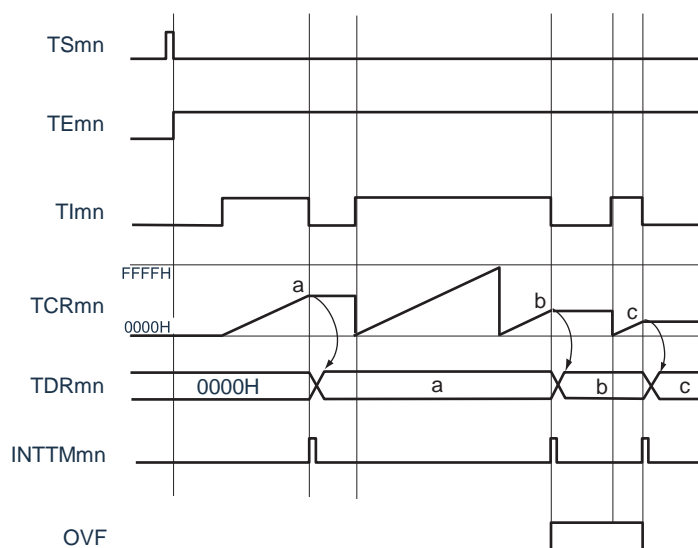 TSmn
TEmn
TImn
FFFFH
a
b
c
TCRmn
0000H
TDRmn
0000H
a
b
c
INTTMmn
OVF